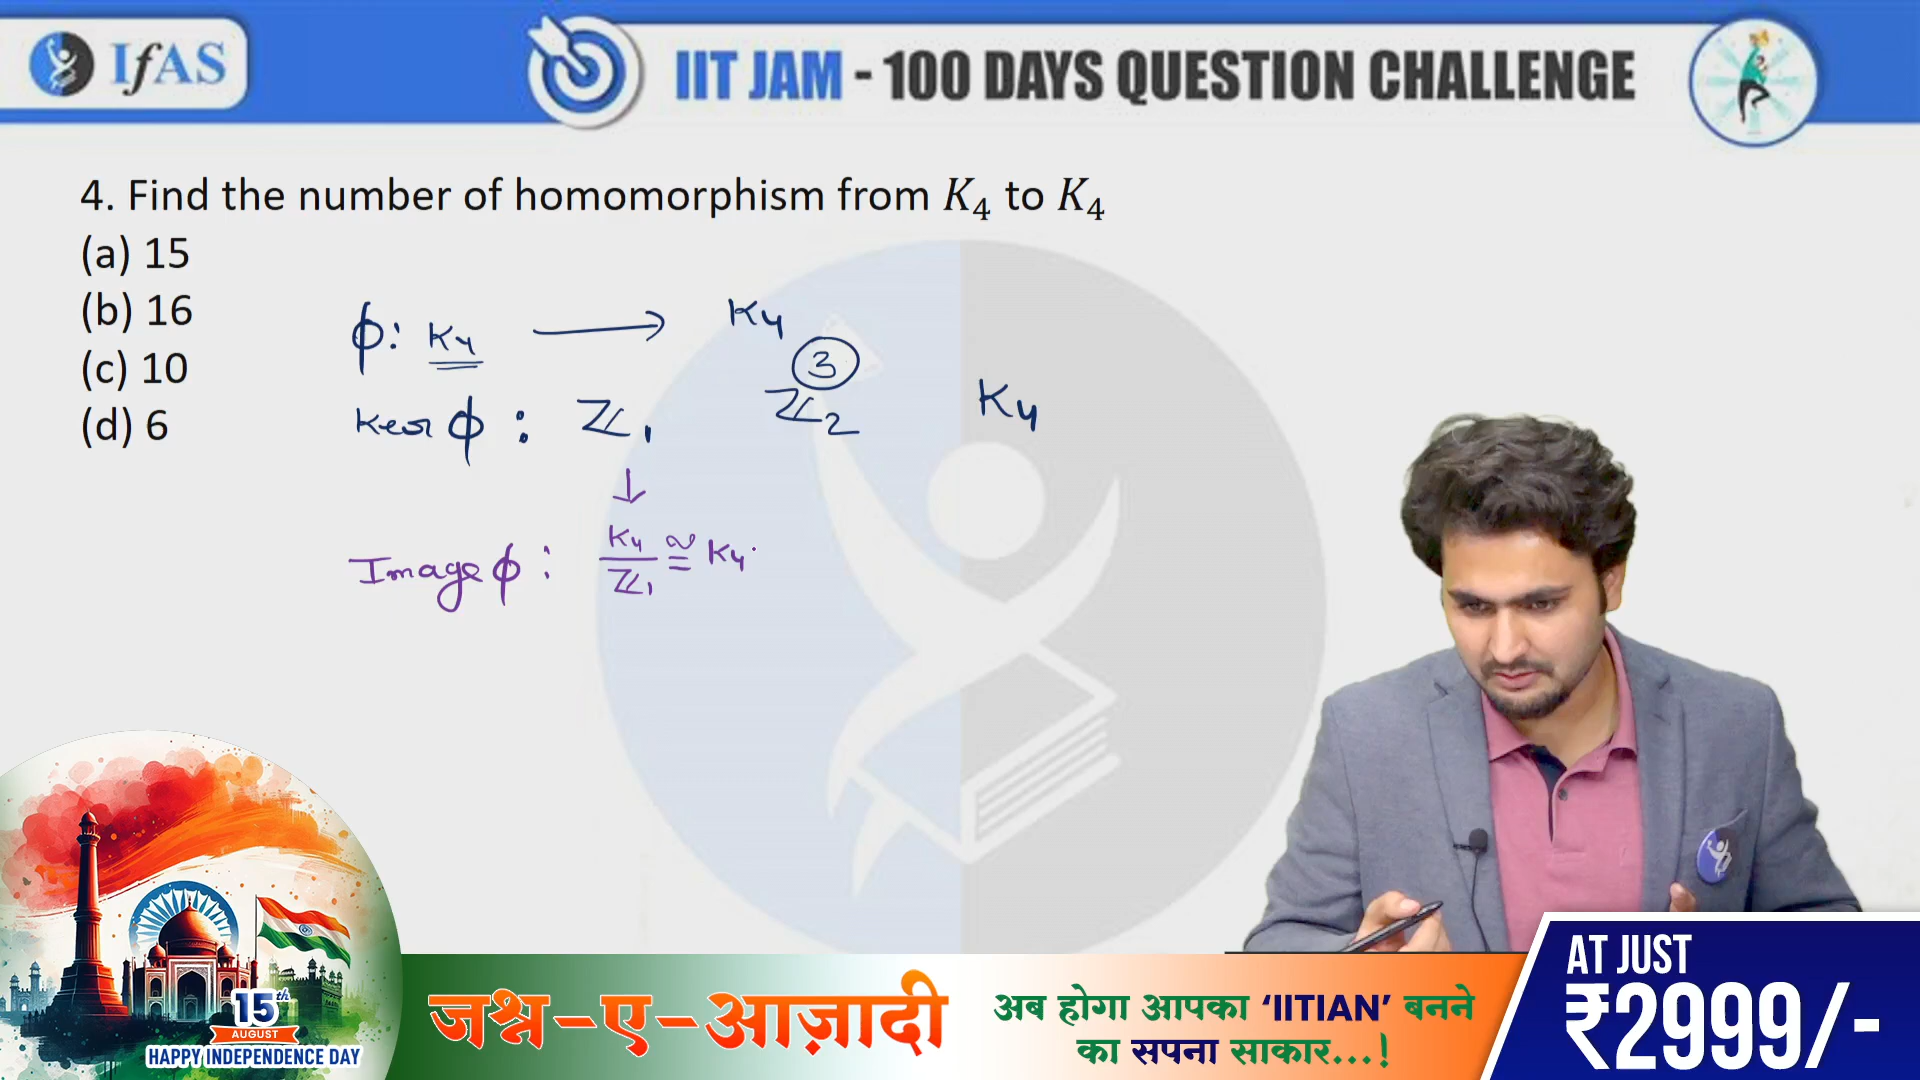 IfAS
IIT JAM - 100 DAYS QUESTION CHALLENGE
4. Find the number of homomorphism from K₄ to K₄
(a) 15
(b) 16
(c) 10
(d) 6
ϕ: K₄ ⟶ K₄
3
Ker ϕ : ℤ₁ ℤ₂ K₄
↓
Image ϕ : K₄/ℤ₁ ≅ K₄
15th
AUGUST
HAPPY INDEPENDENCE DAY
जश्न-ए-आज़ादी
अब होगा आपका ‘IITIAN’ बनने
का सपना साकार...!
AT JUST
₹2999/-